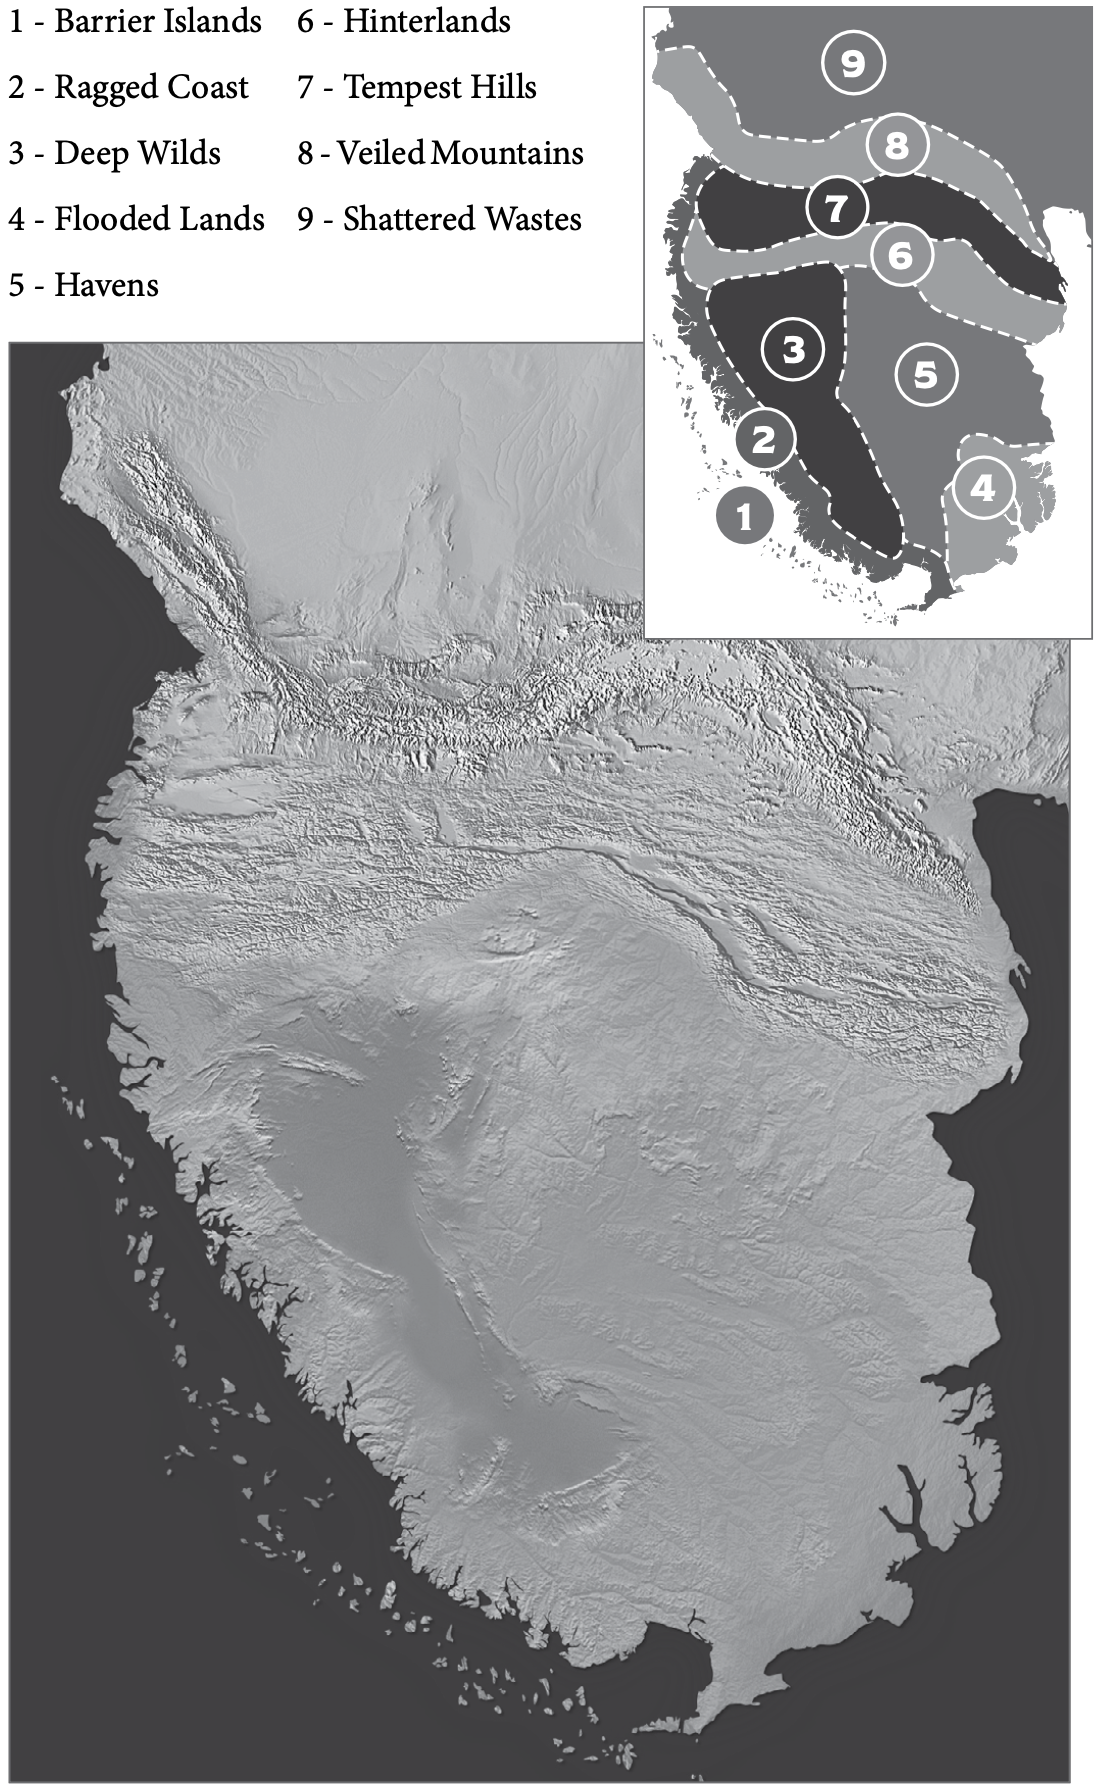 1 - Barrier Islands
2 - Ragged Coast
3 - Deep Wilds
4 - Flooded Lands
5 - Havens
6 - Hinterlands
7 - Tempest Hills
8 - Veiled Mountains
9 - Shattered Wastes
9
8
7
6
3
5
2
4
1